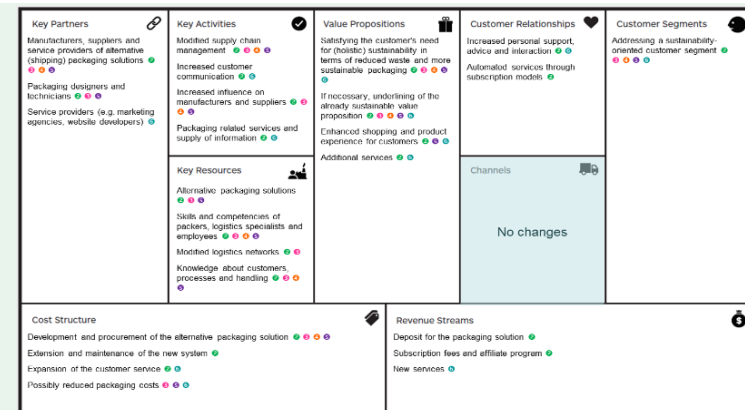 Key Partners
Manufacturers, suppliers and
service providers of alternative
(shipping) packaging solutions
Packaging designers and
technicians
Service providers (e.g. marketing
agencies, website developers)
Key Activities
Modified supply chain
management
Increased customer
communication
Increased influence on
manufacturers and suppliers
Packaging related services and
supply of information
Key Resources
Alternative packaging solutions
Skills and competencies of
packers, logistics specialists and
employees
Modified logistics networks
Knowledge about customers,
processes and handling
Value Propositions
Satisfying the customer's need
for (holistic) sustainability in
terms of reduced waste and more
sustainable packaging
If necessary, underlining of the
already sustainable value
proposition
Enhanced shopping and product
experience for customers
Additional services
Customer Relationships
Increased personal support,
advice and interaction
Automated services through
subscription models
Channels
No changes
Customer Segments
Addressing a sustainability-
oriented customer segment
Cost Structure
Development and procurement of the alternative packaging solution
Extension and maintenance of the new system
Expansion of the customer service
Possibly reduced packaging costs
Revenue Streams
Deposit for the packaging solution
Subscription fees and affiliate program
New services